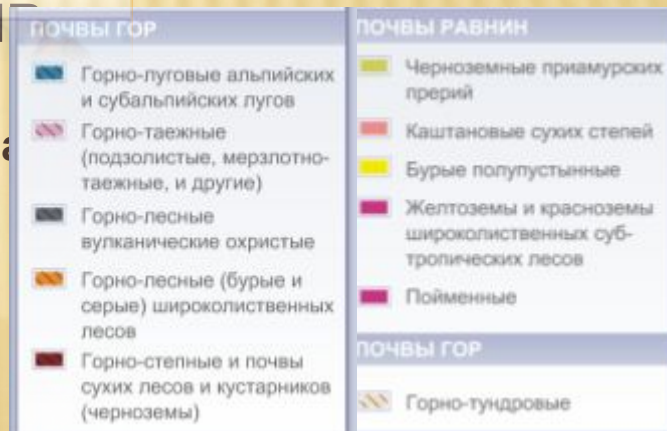 ПОЧВЫ ГОР
Горно-луговые альпийских
и субальпийских лугов
Горно-таежные
(подзолистые, мерзлотно-
таежные, и другие)
Горно-лесные
вулканические охристые
Горно-лесные (бурые и
серые) широколиственных
лесов
Горно-степные и почвы
сухих лесов и кустарников
(черноземы)
ПОЧВЫ РАВНИН
Черноземные приамурских
прерий
Каштановые сухих степей
Бурые полупустынные
Желтоземы и красноземы
широколиственных суб-
тропических лесов
Пойменные
ПОЧВЫ ГОР
Горно-тундровые